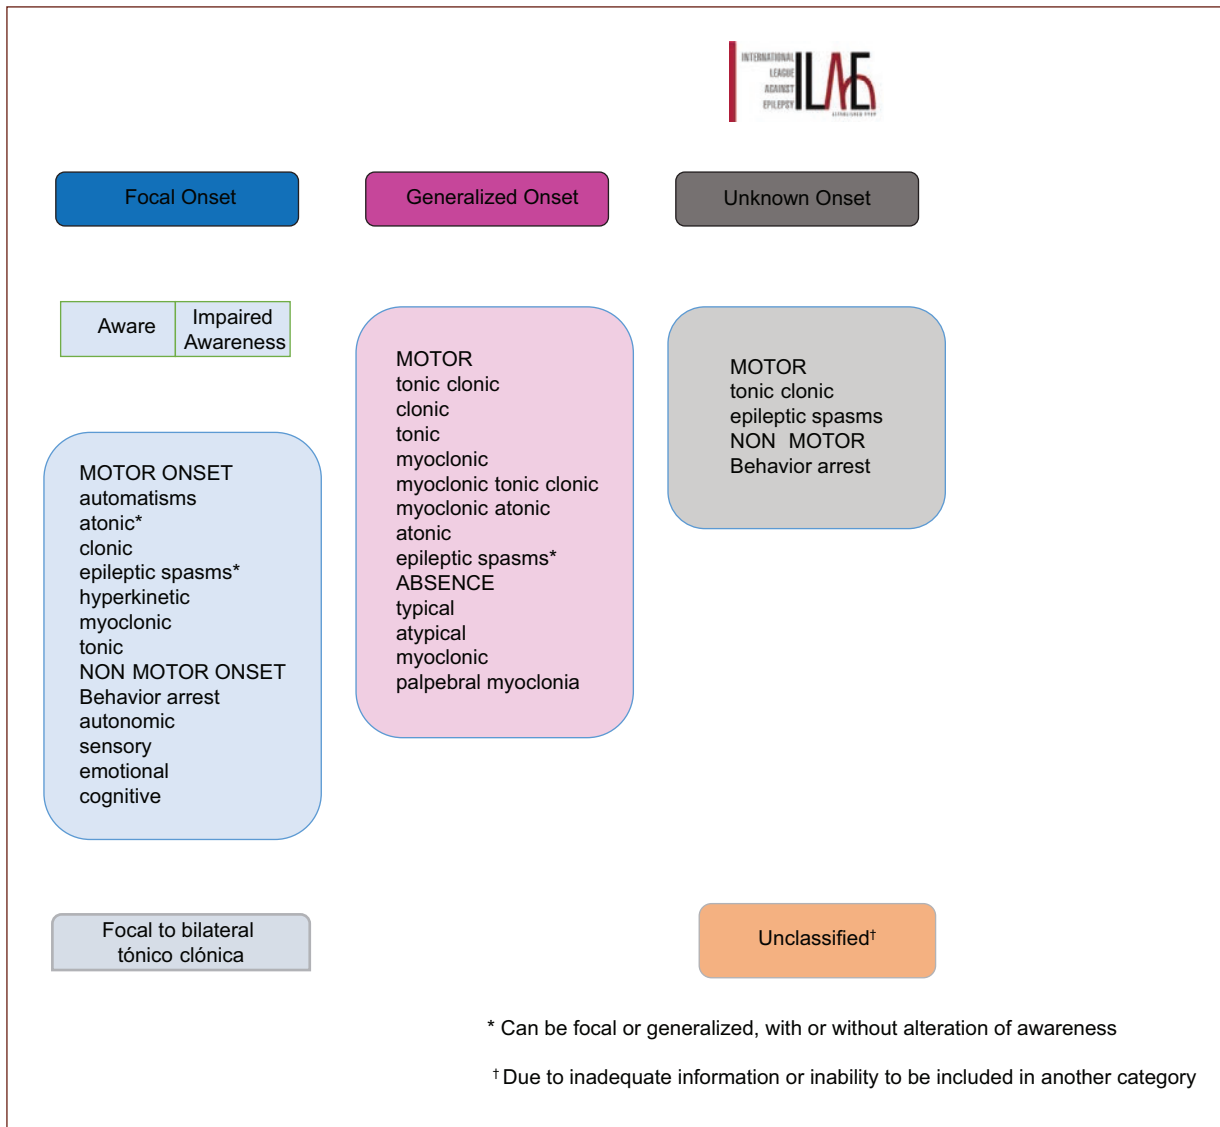 INTERNATIONAL
LEAGUE
AGAINST
EPILEPSY
ILAE
Focal Onset
Generalized Onset
Unknown Onset
Aware
Impaired
Awareness
MOTOR ONSET
automatisms
atonic*
clonic
epileptic spasms*
hyperkinetic
myoclonic
tonic
NON MOTOR ONSET
Behavior arrest
autonomic
sensory
emotional
cognitive
MOTOR
tonic clonic
clonic
tonic
myoclonic
myoclonic tonic clonic
myoclonic atonic
atonic
epileptic spasms*
ABSENCE
typical
atypical
myoclonic
palpebral myoclonia
MOTOR
tonic clonic
epileptic spasms
NON MOTOR
Behavior arrest
Focal to bilateral
tónico clónica
Unclassified†
* Can be focal or generalized, with or without alteration of awareness
† Due to inadequate information or inability to be included in another category